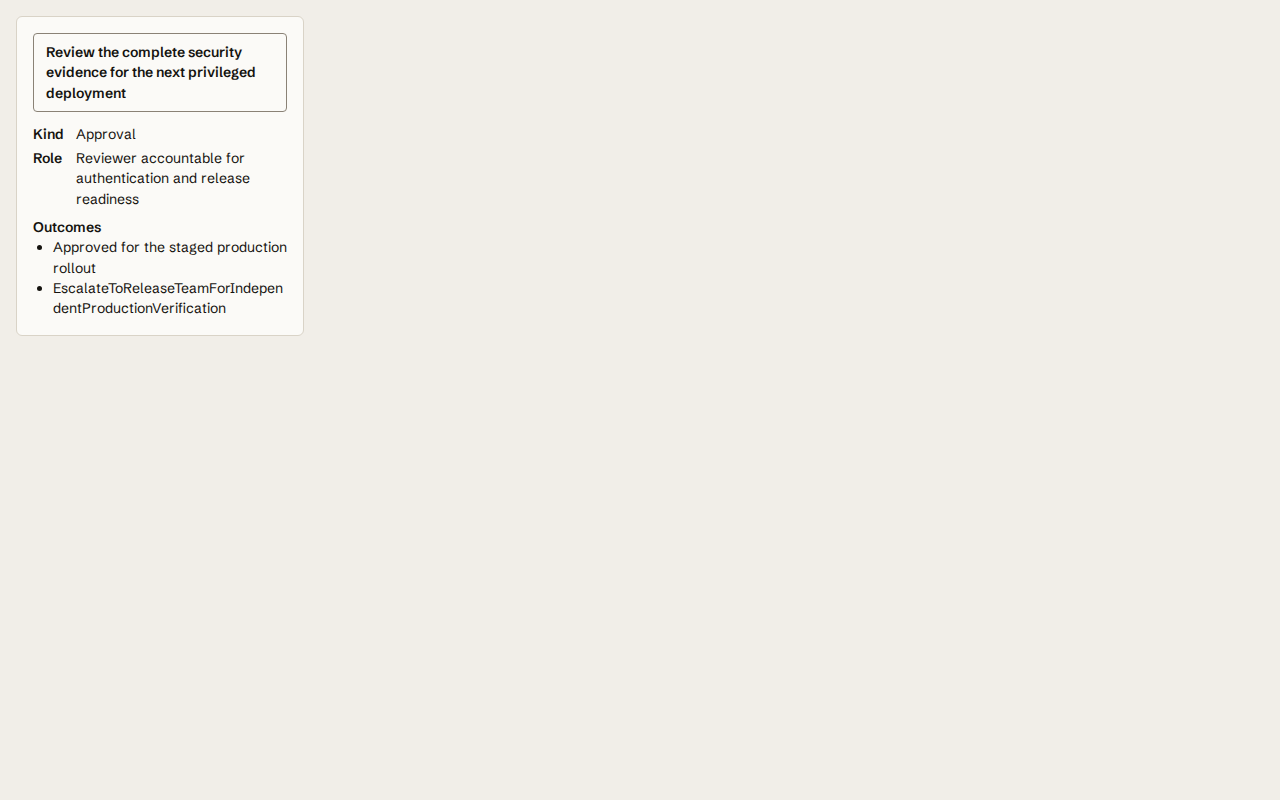 Review the complete security
evidence for the next privileged
deployment
Kind Approval
Role Reviewer accountable for
authentication and release
readiness
Outcomes
• Approved for the staged production
rollout
• EscalateToReleaseTeamForIndepen
dentProductionVerification